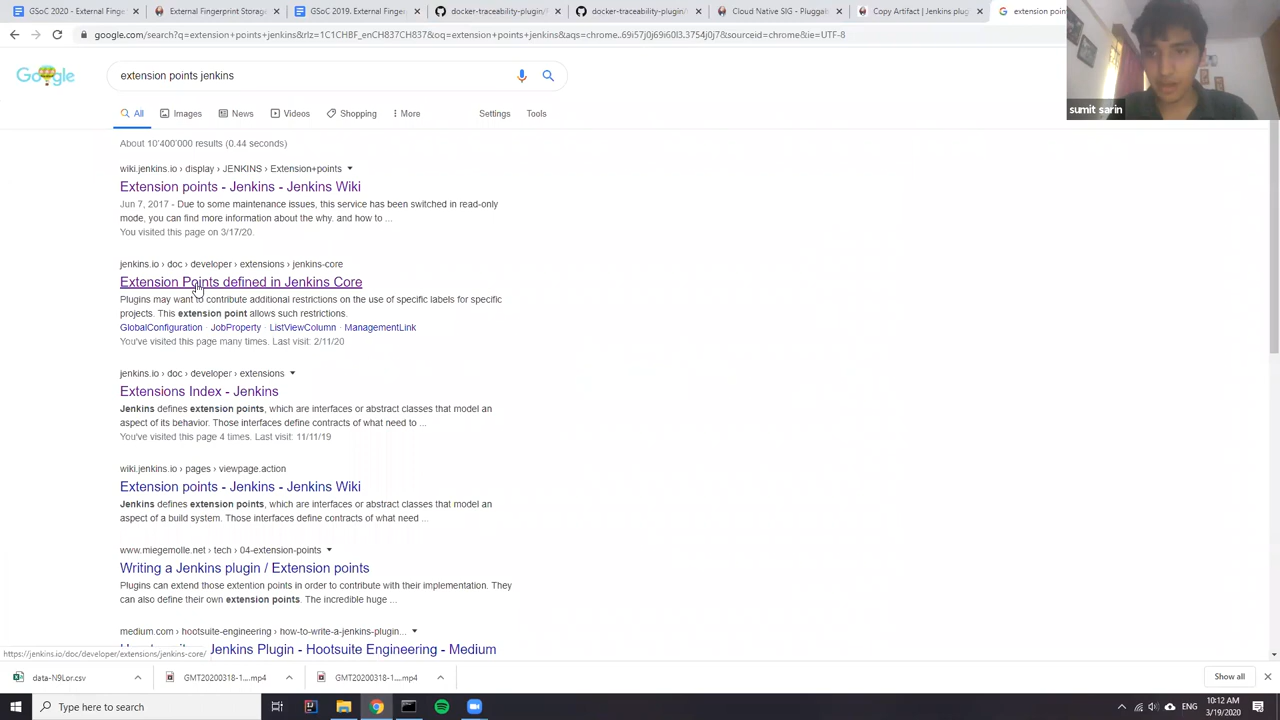 GSoC 2020 - External Fing
External Fingerprint Storag
GSoC 2019. External Finger
docker-traceability-plugin/F
docker-traceability-plugin/
Cloud Native SIG - Pluggab
Copy Artifact | Jenkins plug
extension poin
google.com/search?q=extension+points+jenkins&rlz=1C1CHBF_enCH837CH837&oq=extension+points+jenkins&aqs=chrome..69i57j0j69i60l3.3754j0j7&sourceid=chrome&ie=UTF-8
sumit sarin
Google
extension points jenkins
All
Images
News
Videos
Shopping
More
Settings
Tools
About 10'400'000 results (0.44 seconds)
wiki.jenkins.io › display › JENKINS › Extension+points
Extension points - Jenkins - Jenkins Wiki
Jun 7, 2017 - Due to some maintenance issues, this service has been switched in read-only
mode, you can find more information about the why. and how to ...
You visited this page on 3/17/20.
jenkins.io › doc › developer › extensions › jenkins-core
Extension Points defined in Jenkins Core
Plugins may want to contribute additional restrictions on the use of specific labels for specific
projects. This extension point allows such restrictions.
GlobalConfiguration · JobProperty · ListViewColumn · ManagementLink
You've visited this page many times. Last visit: 2/11/20
jenkins.io › doc › developer › extensions
Extensions Index - Jenkins
Jenkins defines extension points, which are interfaces or abstract classes that model an
aspect of its behavior. Those interfaces define contracts of what need to ...
You've visited this page 4 times. Last visit: 11/11/19
wiki.jenkins.io › pages › viewpage.action
Extension points - Jenkins - Jenkins Wiki
Jenkins defines extension points, which are interfaces or abstract classes that model an
aspect of a build system. Those interfaces define contracts of what need ...
www.miegemolle.net › tech › 04-extension-points
Writing a Jenkins plugin / Extension points
Plugins can extend those extention points in order to contribute with their implementation. They
can also define their own extension points. The incredible huge ...
medium.com › hootsuite-engineering › how-to-write-a-jenkins-plugin...
Jenkins Plugin - Hootsuite Engineering - Medium
https://jenkins.io/doc/developer/extensions/jenkins-core/
data-N9Lor.csv
GMT20200318-1....mp4
GMT20200318-1....mp4
Show all
Type here to search
ENG
10:12 AM
3/19/2020